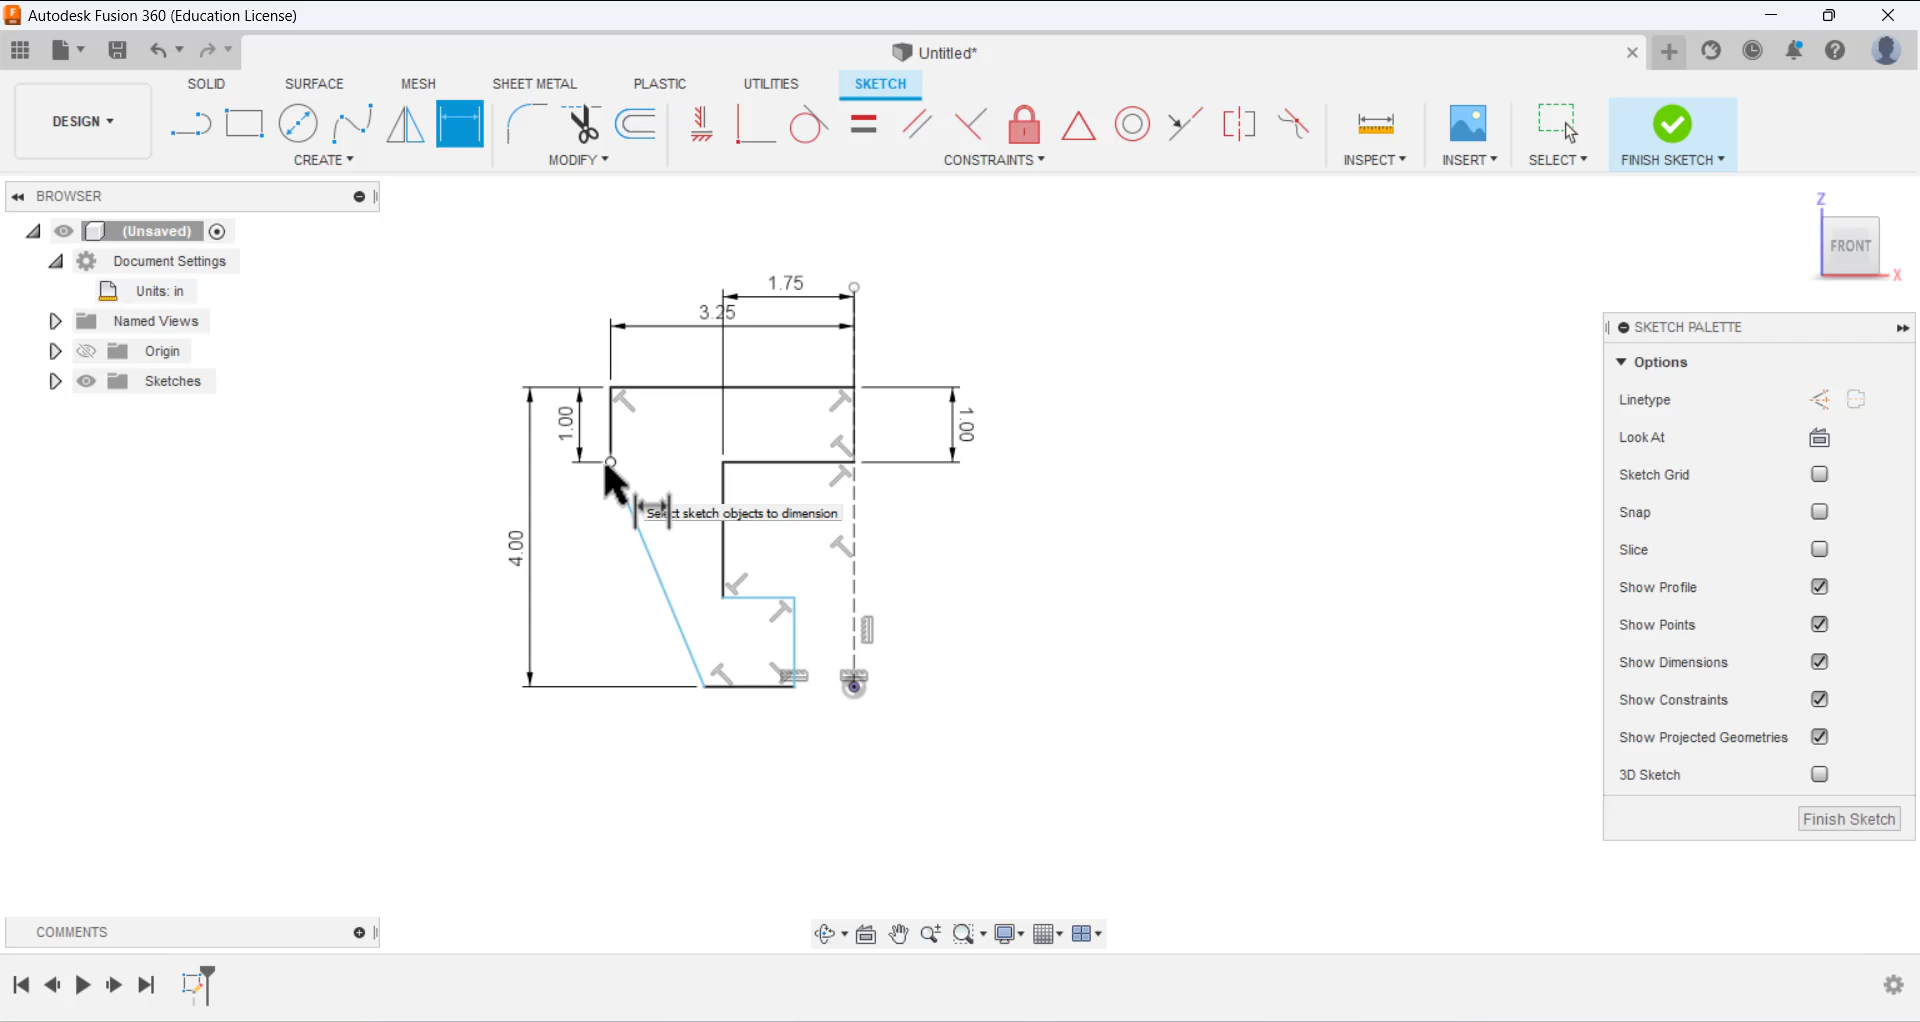 Autodesk Fusion 360 (Education License)
Untitled*
SOLID
SURFACE
MESH
SHEET METAL
PLASTIC
UTILITIES
SKETCH
DESIGN
CREATE
MODIFY
CONSTRAINTS
INSPECT
INSERT
SELECT
FINISH SKETCH
BROWSER
(Unsaved)
Document Settings
Units: in
Named Views
Origin
Sketches
Z
FRONT
X
1.75
3.25
1.00
1.00
4.00
Select sketch objects to dimension
SKETCH PALETTE
Options
Linetype
Look At
Sketch Grid
Snap
Slice
Show Profile
Show Points
Show Dimensions
Show Constraints
Show Projected Geometries
3D Sketch
Finish Sketch
COMMENTS